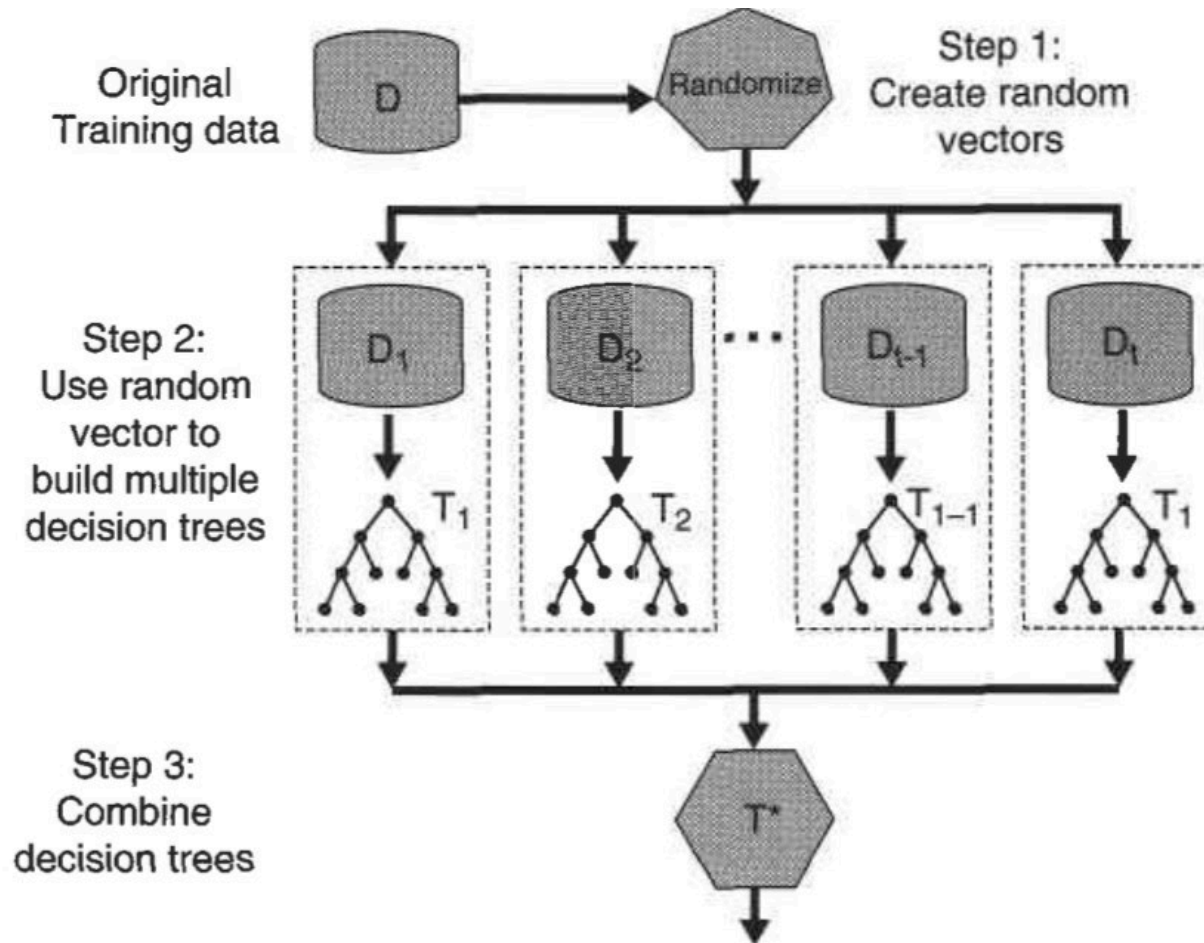 Original
Training data
D
Randomize
Step 1:
Create random
vectors
Step 2:
Use random
vector to
build multiple
decision trees
D₁
D₂
....
Dₜ₋₁
Dₜ
T₁
T₂
T₁₋₁
T₁
Step 3:
Combine
decision trees
T*